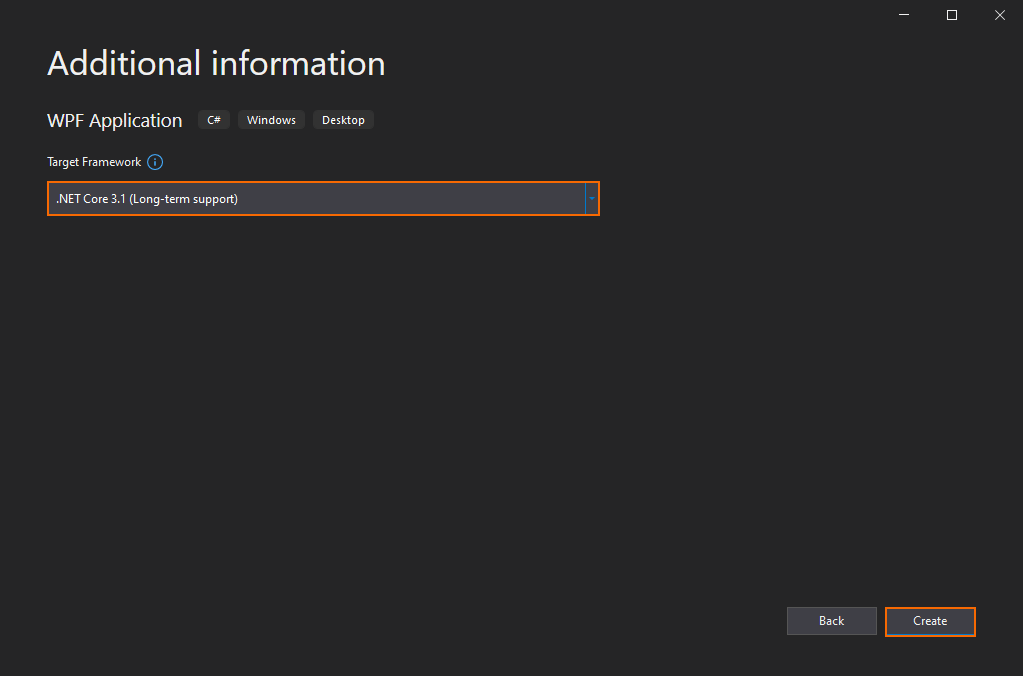 Additional information
WPF Application C# Windows Desktop
Target Framework
.NET Core 3.1 (Long-term support)
Back Create